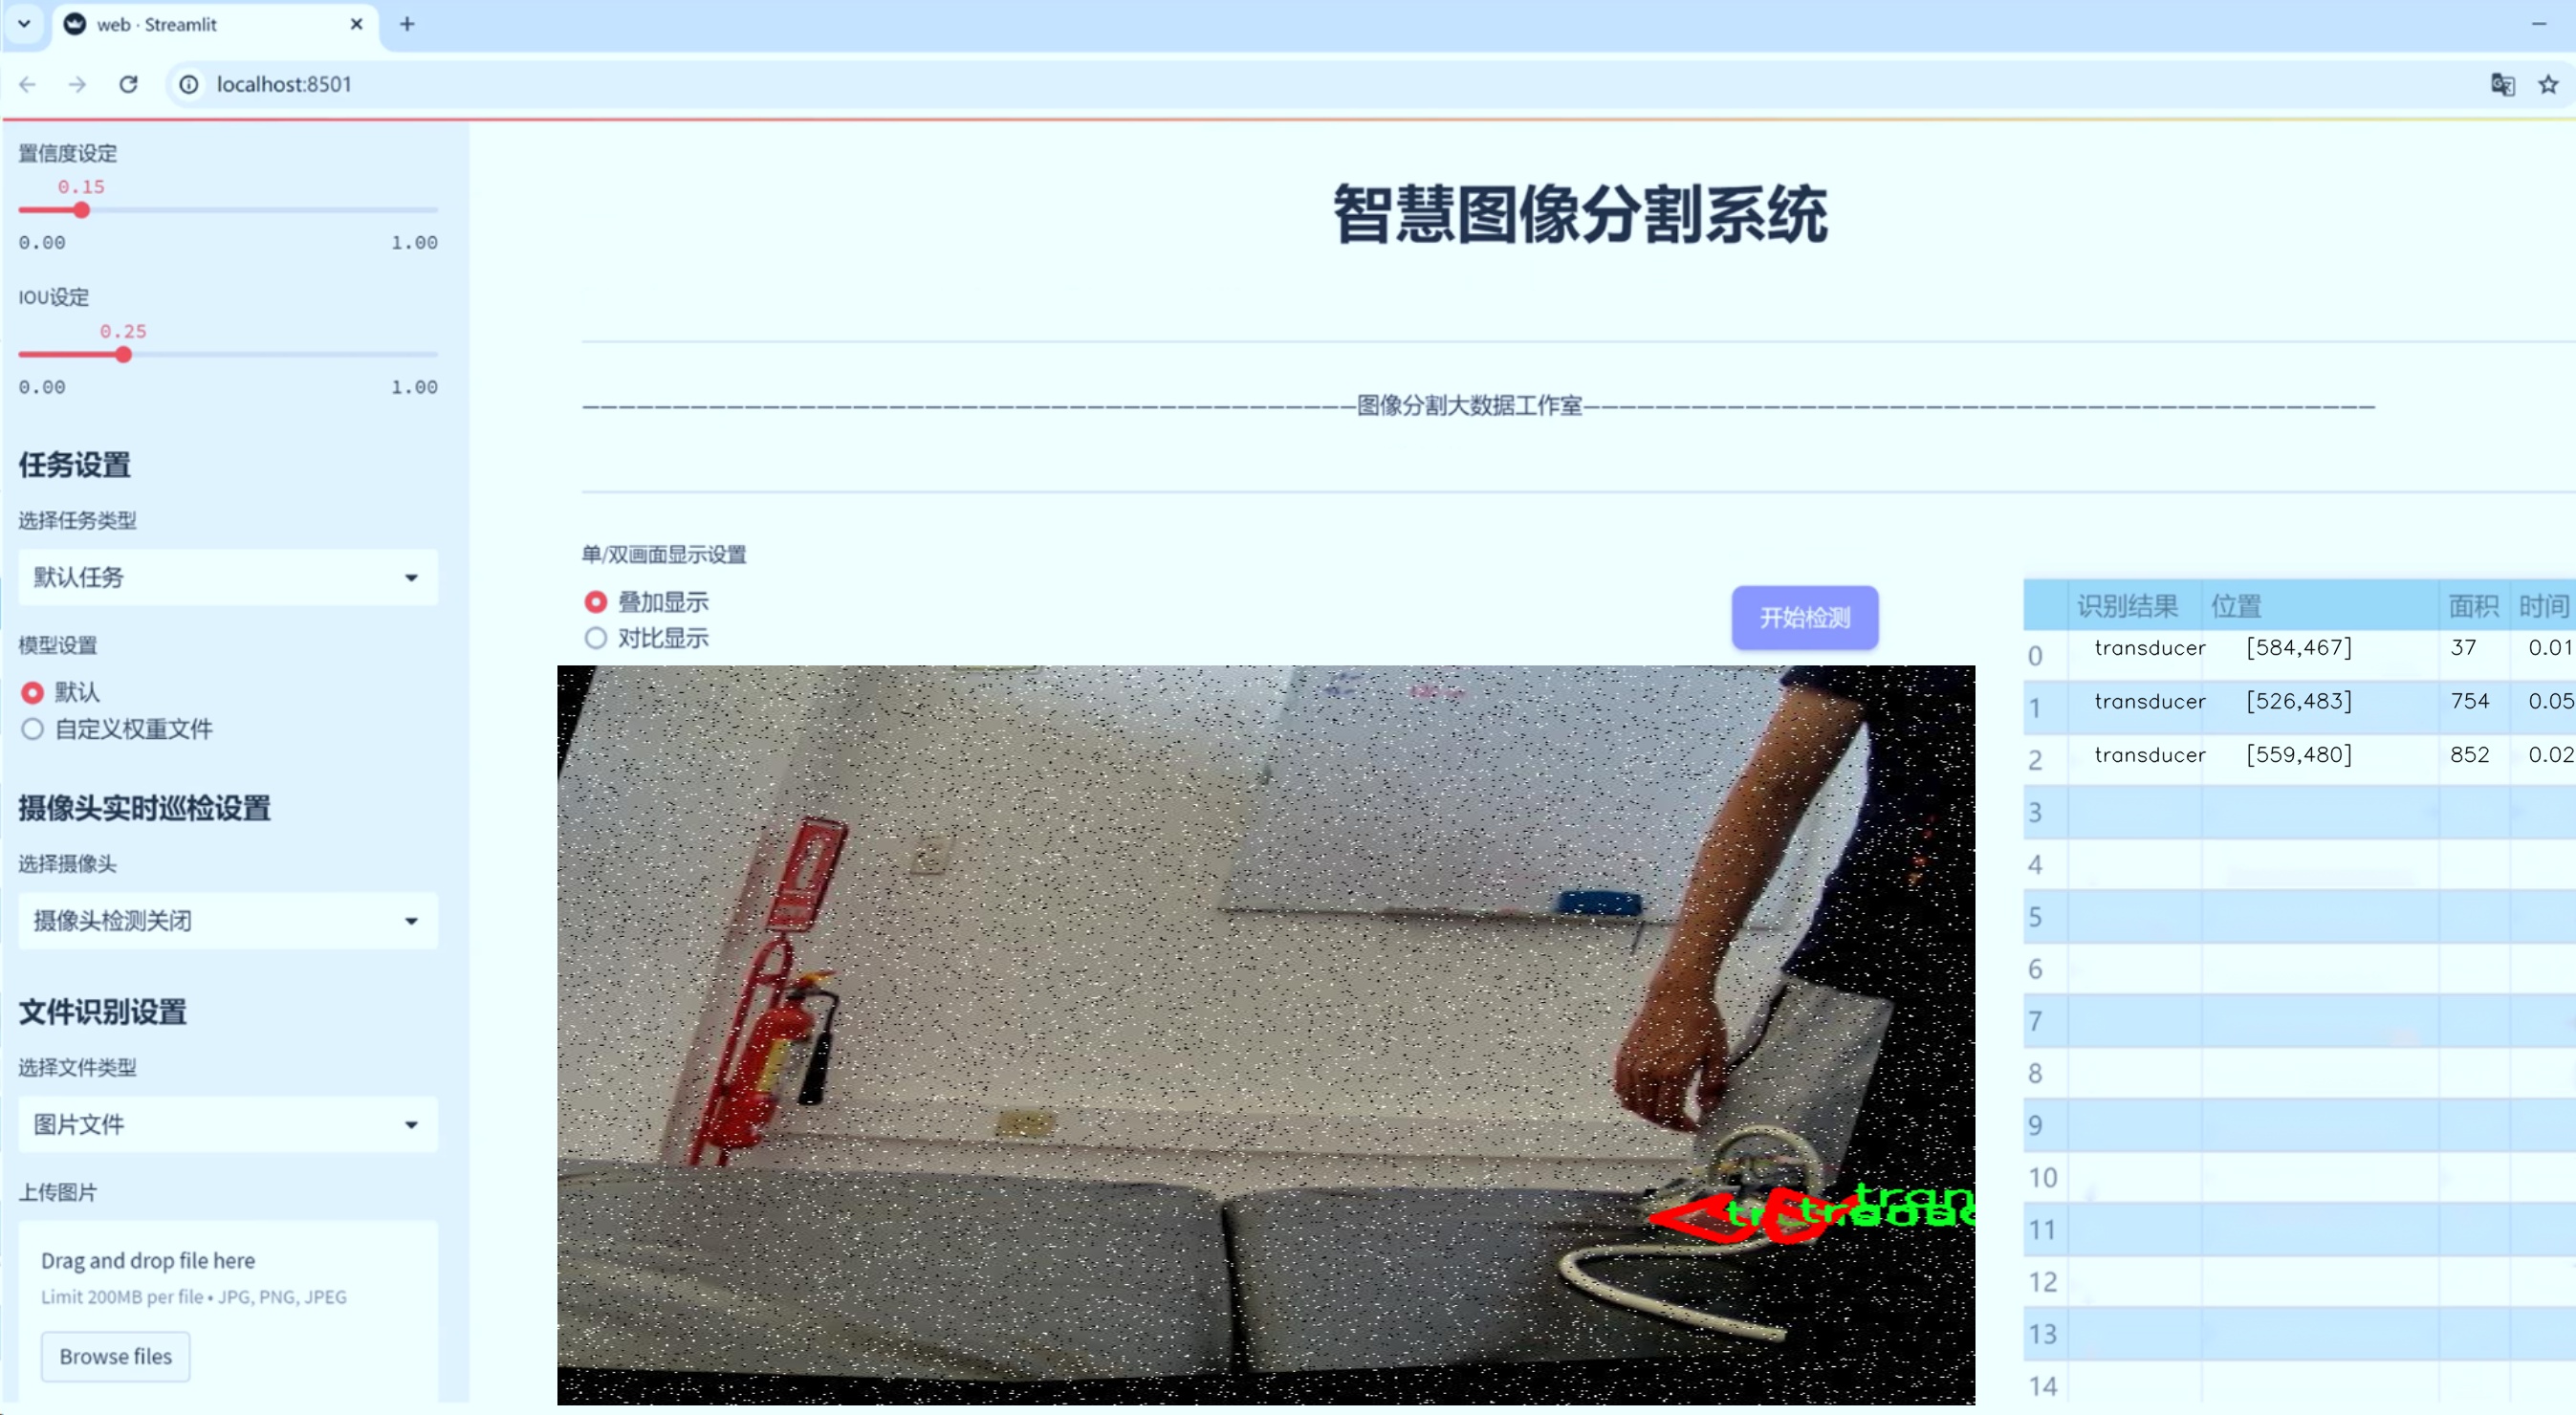 web · Streamlit
localhost:8501
置信度设定
0.15
0.00 1.00
IOU设定
0.25
0.00 1.00
任务设置
选择任务类型
默认任务
模型设置
默认
自定义权重文件
摄像头实时巡检设置
选择摄像头
摄像头检测关闭
文件识别设置
选择文件类型
图片文件
上传图片
Drag and drop file here
Limit 200MB per file • JPG, PNG, JPEG
Browse files
智慧图像分割系统
图像分割大数据工作室
单/双画面显示设置
叠加显示
对比显示
开始检测
识别结果 位置 面积 时间
0 transducer [584,467] 37 0.01
1 transducer [526,483] 754 0.05
2 transducer [559,480] 852 0.02
3
4
5
6
7
8
9
10
11
12
13
14
tran